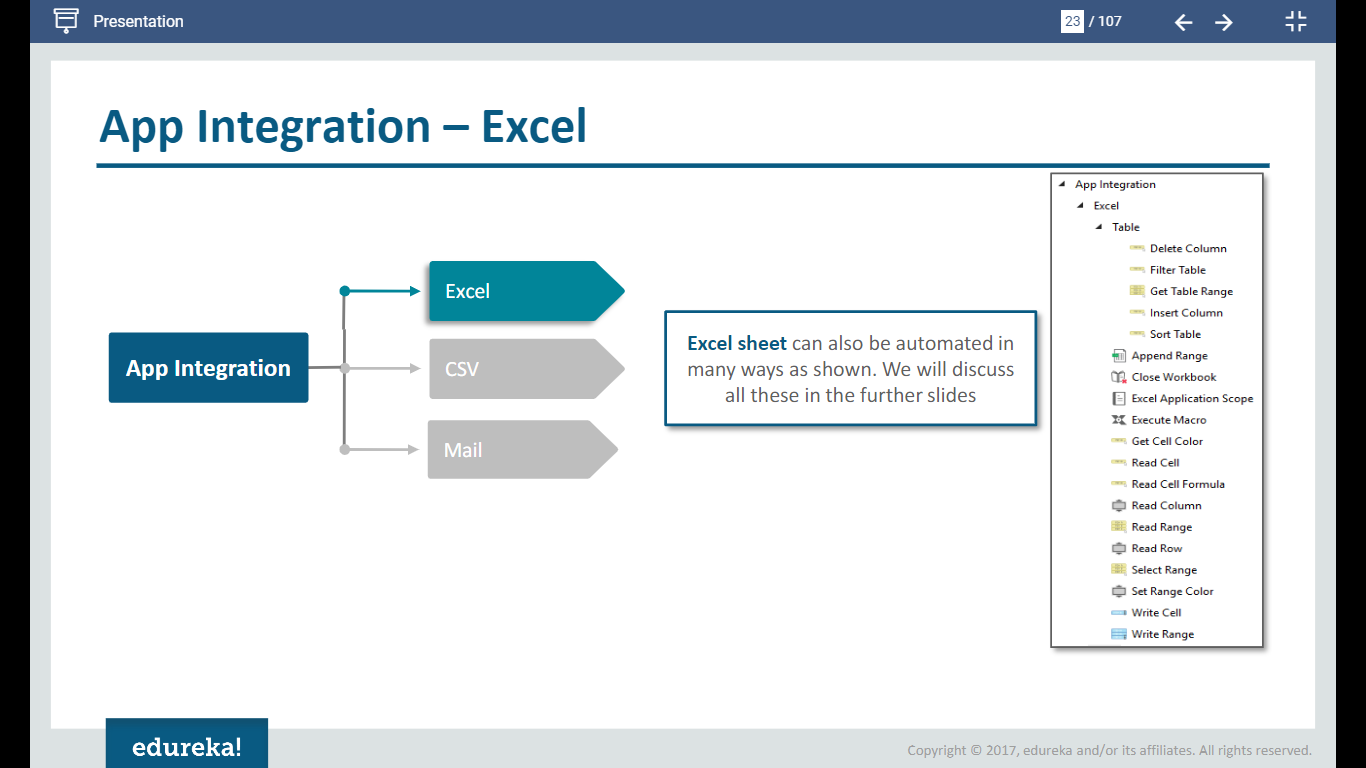 Presentation
23 / 107
App Integration – Excel
App Integration
Excel
CSV
Mail
Excel sheet can also be automated in
many ways as shown. We will discuss
all these in the further slides
App Integration
Excel
Table
Delete Column
Filter Table
Get Table Range
Insert Column
Sort Table
Append Range
Close Workbook
Excel Application Scope
Execute Macro
Get Cell Color
Read Cell
Read Cell Formula
Read Column
Read Range
Read Row
Select Range
Set Range Color
Write Cell
Write Range
edureka!
Copyright © 2017, edureka and/or its affiliates. All rights reserved.